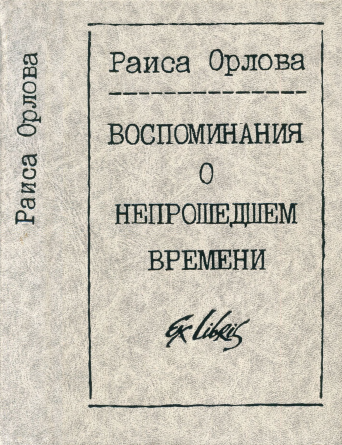 Раиса Орлова
Раиса Орлова
ВОСПОМИНАНИЯ
О
НЕПРОШЕДШЕМ
ВРЕМЕНИ
Ex Libris